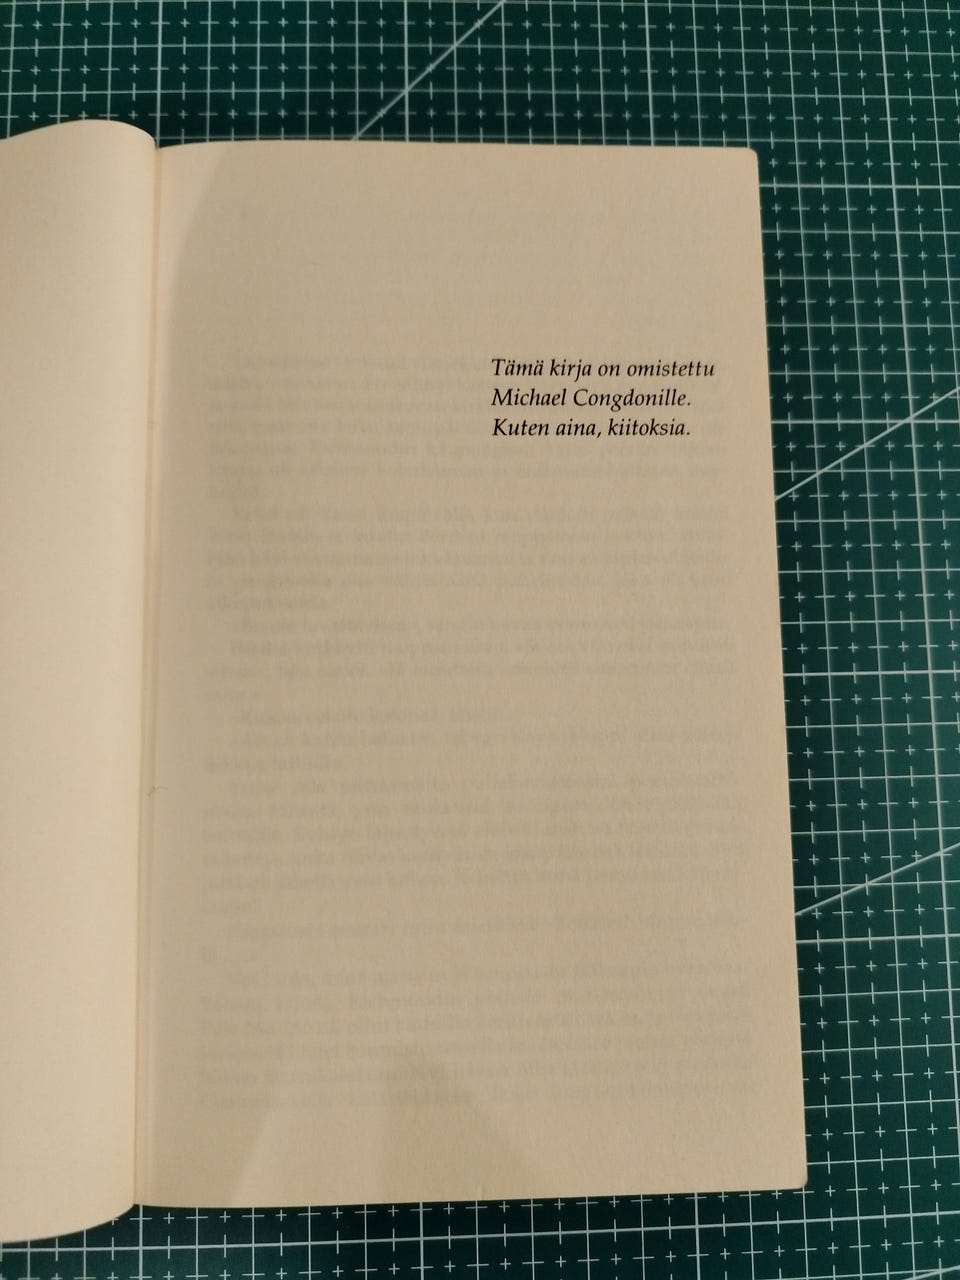 Tämä kirja on omistettu
Michael Congdonille.
Kuten aina, kiitoksia.